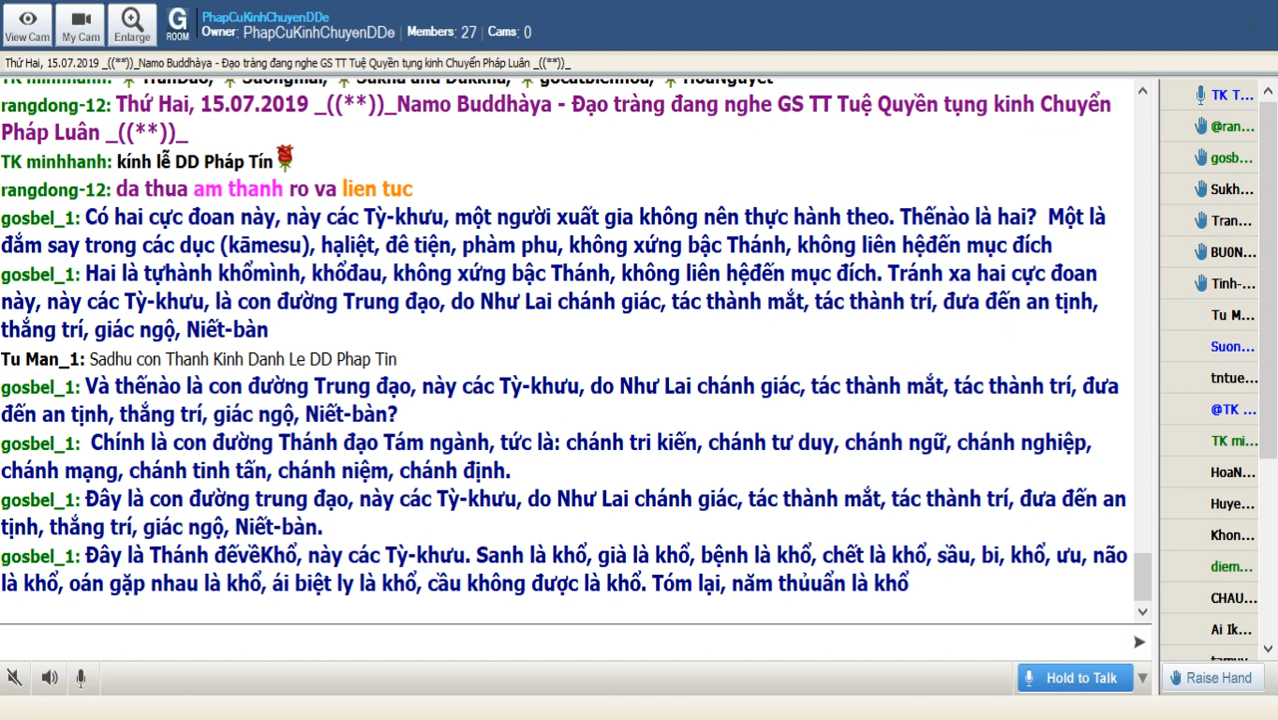 PhapCuKinhChuyenDDe
Owner: PhapCuKinhChuyenDDe Members: 27 Cams: 0
View Cam My Cam Enlarge G ROOM
Thứ Hai, 15.07.2019 _((**))_Namo Buddhàya - Đạo tràng đang nghe GS TT Tuệ Quyền tụng kinh Chuyển Pháp Luân _((**))_
TK minhhanh: TranDao, Suongmai, Sukha and Dukkha, gocatbienhoa, HoaNguyet
rangdong-12: Thứ Hai, 15.07.2019 _((**))_Namo Buddhàya - Đạo tràng đang nghe GS TT Tuệ Quyền tụng kinh Chuyển
Pháp Luân _((**))_
TK minhhanh: kính lễ DD Pháp Tín
rangdong-12: da thua am thanh ro va lien tuc
gosbel_1: Có hai cực đoan này, này các Tỳ-khưu, một người xuất gia không nên thực hành theo. Thếnào là hai? Một là
đắm say trong các dục (kāmesu), hạliệt, đê tiện, phàm phu, không xứng bậc Thánh, không liên hệđến mục đích
gosbel_1: Hai là tựhành khổmình, khổđau, không xứng bậc Thánh, không liên hệđến mục đích. Tránh xa hai cực đoan
này, này các Tỳ-khưu, là con đường Trung đạo, do Như Lai chánh giác, tác thành mắt, tác thành trí, đưa đến an tịnh,
thắng trí, giác ngộ, Niết-bàn
Tu Man_1: Sadhu con Thanh Kinh Danh Le DD Phap Tin
gosbel_1: Và thếnào là con đường Trung đạo, này các Tỳ-khưu, do Như Lai chánh giác, tác thành mắt, tác thành trí, đưa
đến an tịnh, thắng trí, giác ngộ, Niết-bàn?
gosbel_1: Chính là con đường Thánh đạo Tám ngành, tức là: chánh tri kiến, chánh tư duy, chánh ngữ, chánh nghiệp,
chánh mạng, chánh tinh tấn, chánh niệm, chánh định.
gosbel_1: Đây là con đường trung đạo, này các Tỳ-khưu, do Như Lai chánh giác, tác thành mắt, tác thành trí, đưa đến an
tịnh, thắng trí, giác ngộ, Niết-bàn.
gosbel_1: Đây là Thánh đếvềKhổ, này các Tỳ-khưu. Sanh là khổ, già là khổ, bệnh là khổ, chết là khổ, sầu, bi, khổ, ưu, não
là khổ, oán gặp nhau là khổ, ái biệt ly là khổ, cầu không được là khổ. Tóm lại, năm thủuẩn là khổ
TK T...
@ran...
gosb...
Sukh...
Tran...
BUON...
Tinh-...
Tu M...
Suon...
tntue...
@TK ...
TK mi...
HoaN...
Huye...
Khon...
diem...
CHAU...
Ai Ik...
tamuy...
Hold to Talk
Raise Hand